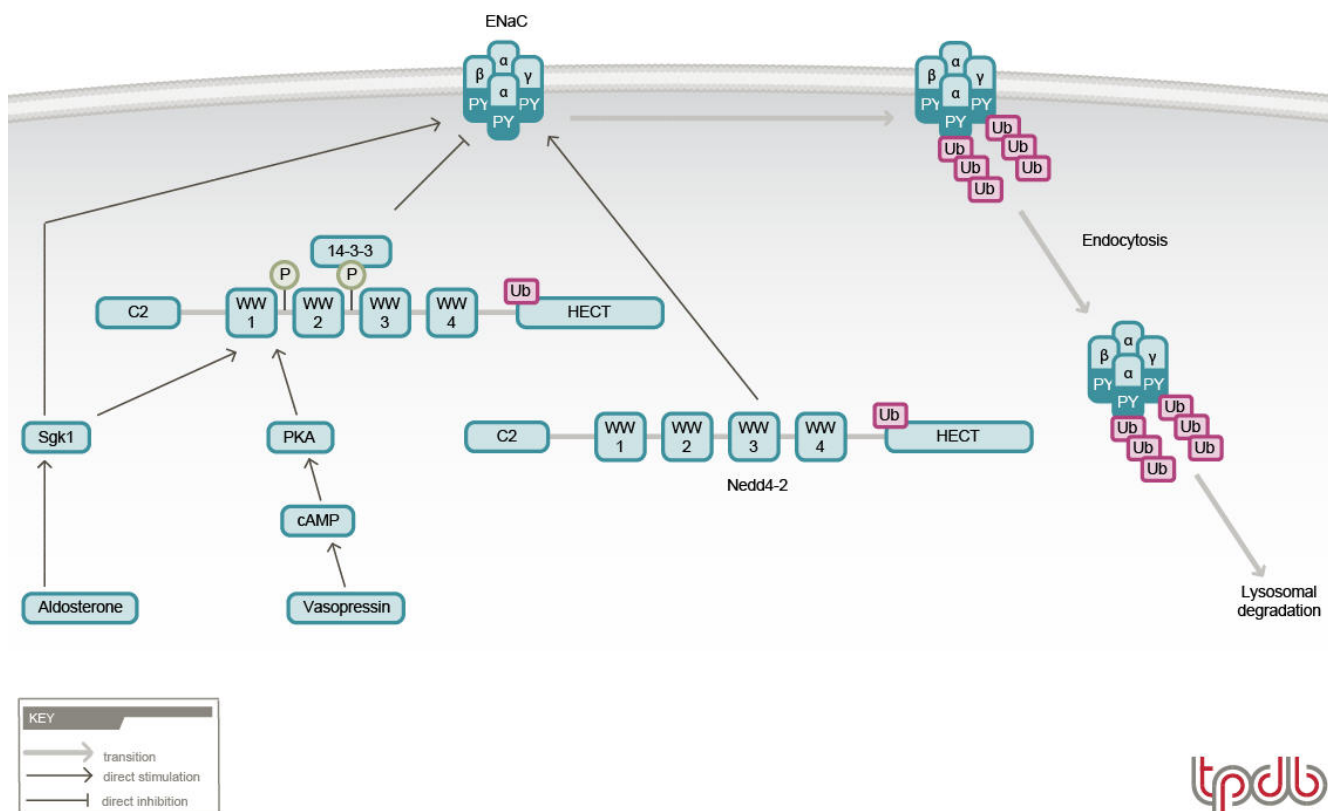 ENaC
α
β γ
α
PY PY
PY
α
β γ
α
PY PY
PY
Ub
Ub
Ub
Ub
Ub
Ub
Endocytosis
14-3-3
P P
C2
WW
1
WW
2
WW
3
WW
4
Ub
HECT
α
β γ
α
PY PY
PY
Ub
Ub
Ub
Ub
Ub
Ub
Sgk1
PKA
C2
WW
1
WW
2
WW
3
WW
4
Ub
HECT
Nedd4-2
cAMP
Aldosterone
Vasopressin
Lysosomal
degradation
KEY
transition
direct stimulation
direct inhibition
tpdb